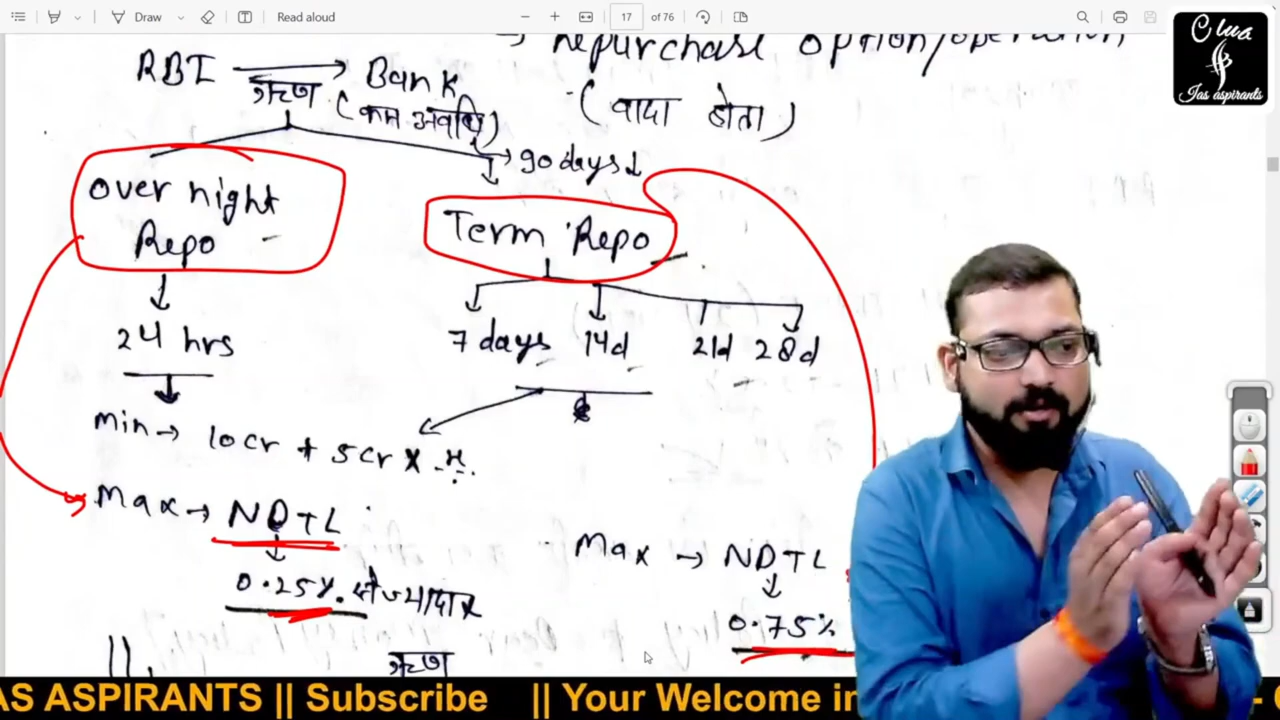 Draw
Read aloud
17 of 76
Clua
Ias aspirants
→ Repurchase option/operation
RBI → Bank
ऋण (कम अवधि)
(वादा होता)
→ 90 days ↓
Over night
Repo
Term Repo
24 hrs
7 days 14d 21d 28d
Min → 10cr + 5cr x n
Max → NDTL
0.25%.
Max → NDTL
0.75%
ऋण
AS ASPIRANTS || Subscribe || Your Welcome in